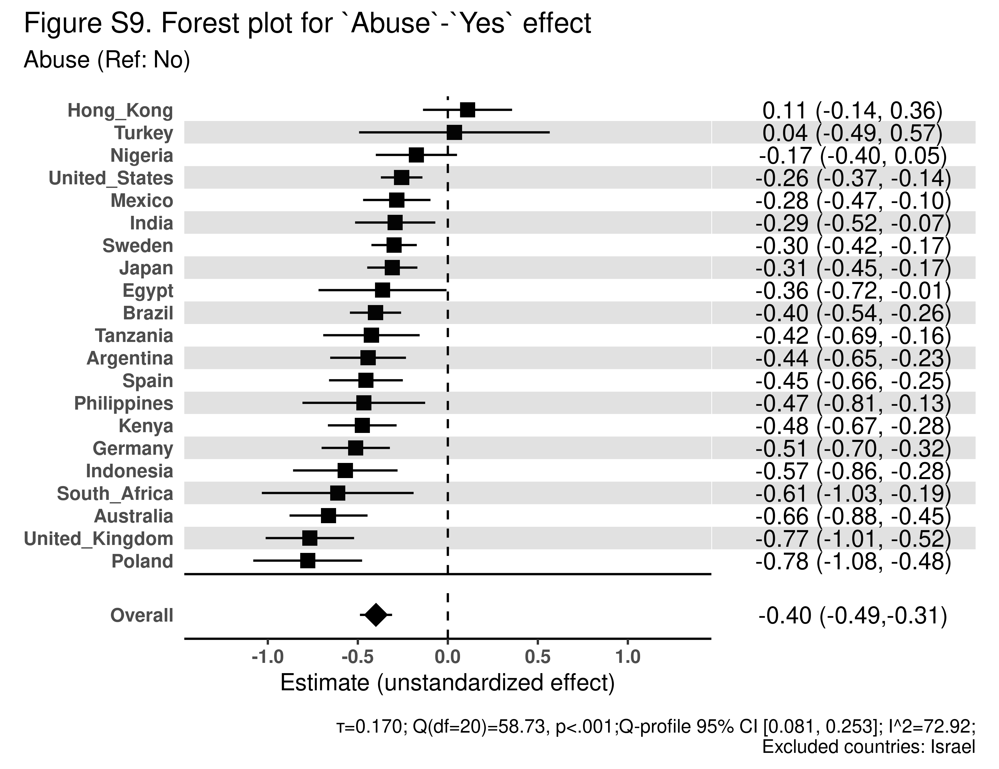 Figure S9. Forest plot for `Abuse`-`Yes` effect
Abuse (Ref: No)
Hong_Kong 0.11 (-0.14, 0.36)
Turkey 0.04 (-0.49, 0.57)
Nigeria -0.17 (-0.40, 0.05)
United_States -0.26 (-0.37, -0.14)
Mexico -0.28 (-0.47, -0.10)
India -0.29 (-0.52, -0.07)
Sweden -0.30 (-0.42, -0.17)
Japan -0.31 (-0.45, -0.17)
Egypt -0.36 (-0.72, -0.01)
Brazil -0.40 (-0.54, -0.26)
Tanzania -0.42 (-0.69, -0.16)
Argentina -0.44 (-0.65, -0.23)
Spain -0.45 (-0.66, -0.25)
Philippines -0.47 (-0.81, -0.13)
Kenya -0.48 (-0.67, -0.28)
Germany -0.51 (-0.70, -0.32)
Indonesia -0.57 (-0.86, -0.28)
South_Africa -0.61 (-1.03, -0.19)
Australia -0.66 (-0.88, -0.45)
United_Kingdom -0.77 (-1.01, -0.52)
Poland -0.78 (-1.08, -0.48)
Overall -0.40 (-0.49,-0.31)
-1.0 -0.5 0.0 0.5 1.0
Estimate (unstandardized effect)
τ=0.170; Q(df=20)=58.73, p<.001;Q-profile 95% CI [0.081, 0.253]; I^2=72.92;
Excluded countries: Israel